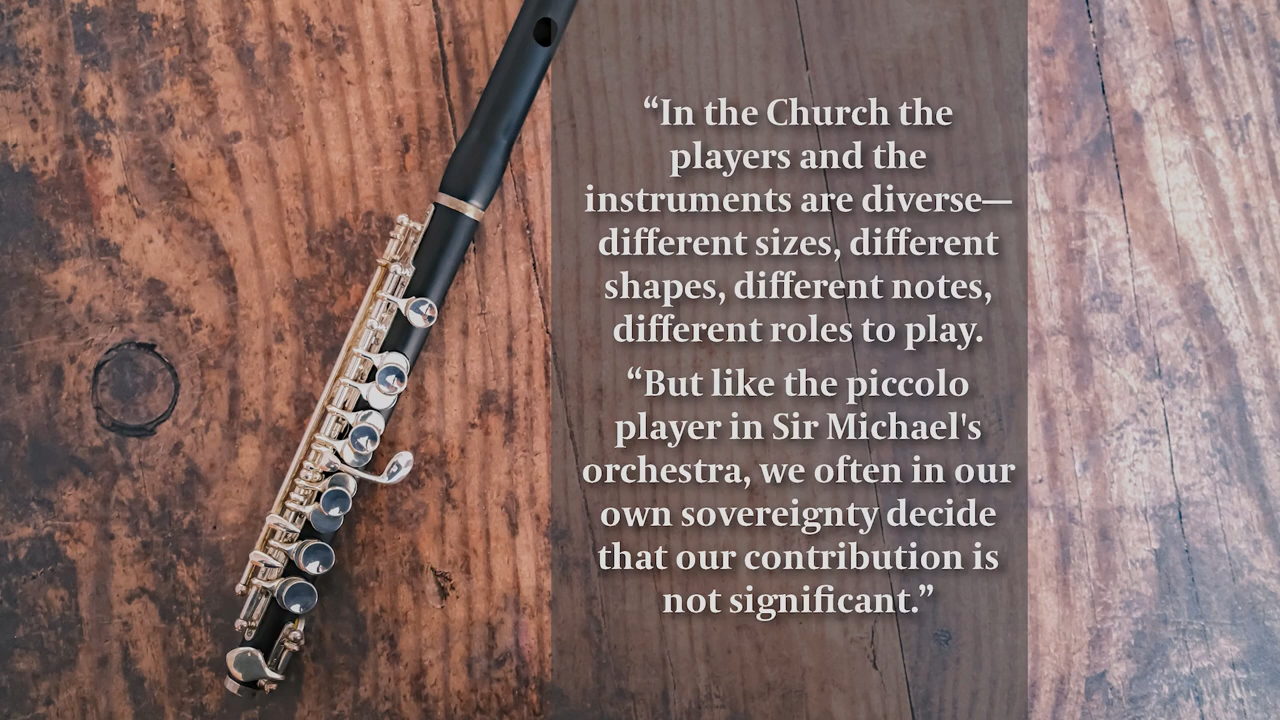 “In the Church the
players and the
instruments are diverse—
different sizes, different
shapes, different notes,
different roles to play.
“But like the piccolo
player in Sir Michael's
orchestra, we often in our
own sovereignty decide
that our contribution is
not significant.”